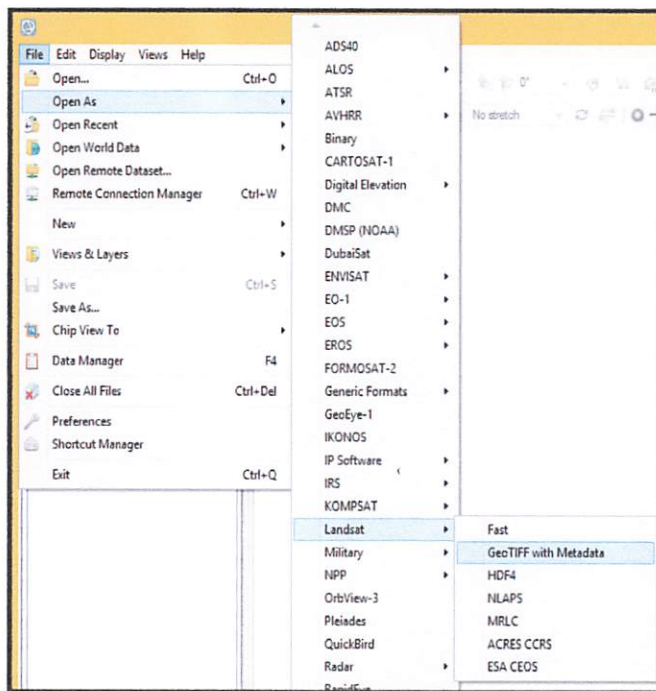 File Edit Display Views Help
Open... Ctrl+O
Open As
Open Recent
Open World Data
Open Remote Dataset...
Remote Connection Manager Ctrl+W
New
Views & Layers
Save Ctrl+S
Save As...
Chip View To
Data Manager F4
Close All Files Ctrl+Del
Preferences
Shortcut Manager
Exit Ctrl+Q
ADS40
ALOS
ATSR
AVHRR
Binary
CARTOSAT-1
Digital Elevation
DMC
DMSP (NOAA)
DubaiSat
ENVISAT
EO-1
EOS
EROS
FORMOSAT-2
Generic Formats
GeoEye-1
IKONOS
IP Software
IRS
KOMPSAT
Landsat
Military
NPP
OrbView-3
Pleiades
QuickBird
Radar
RapidEye
Fast
GeoTIFF with Metadata
HDF4
NLAPS
MRLC
ACRES CCRS
ESA CEOS
0°
No stretch